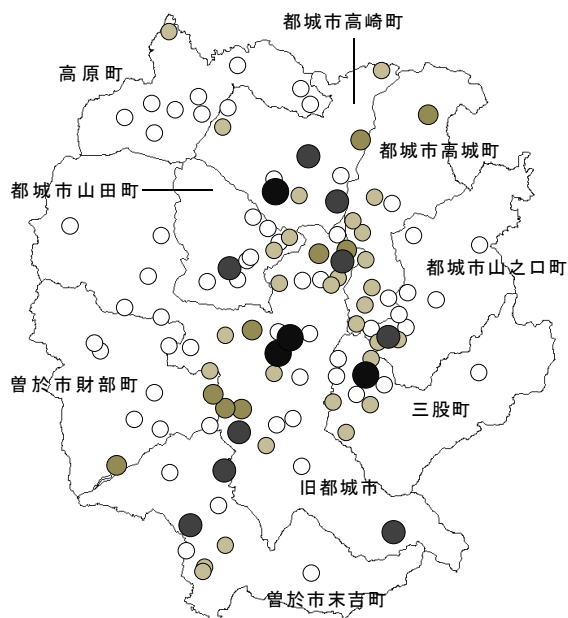 都城市高崎町
高原町
都城市高城町
都城市山田町
都城市山之口町
曽於市財部町
三股町
旧都城市
曽於市末吉町